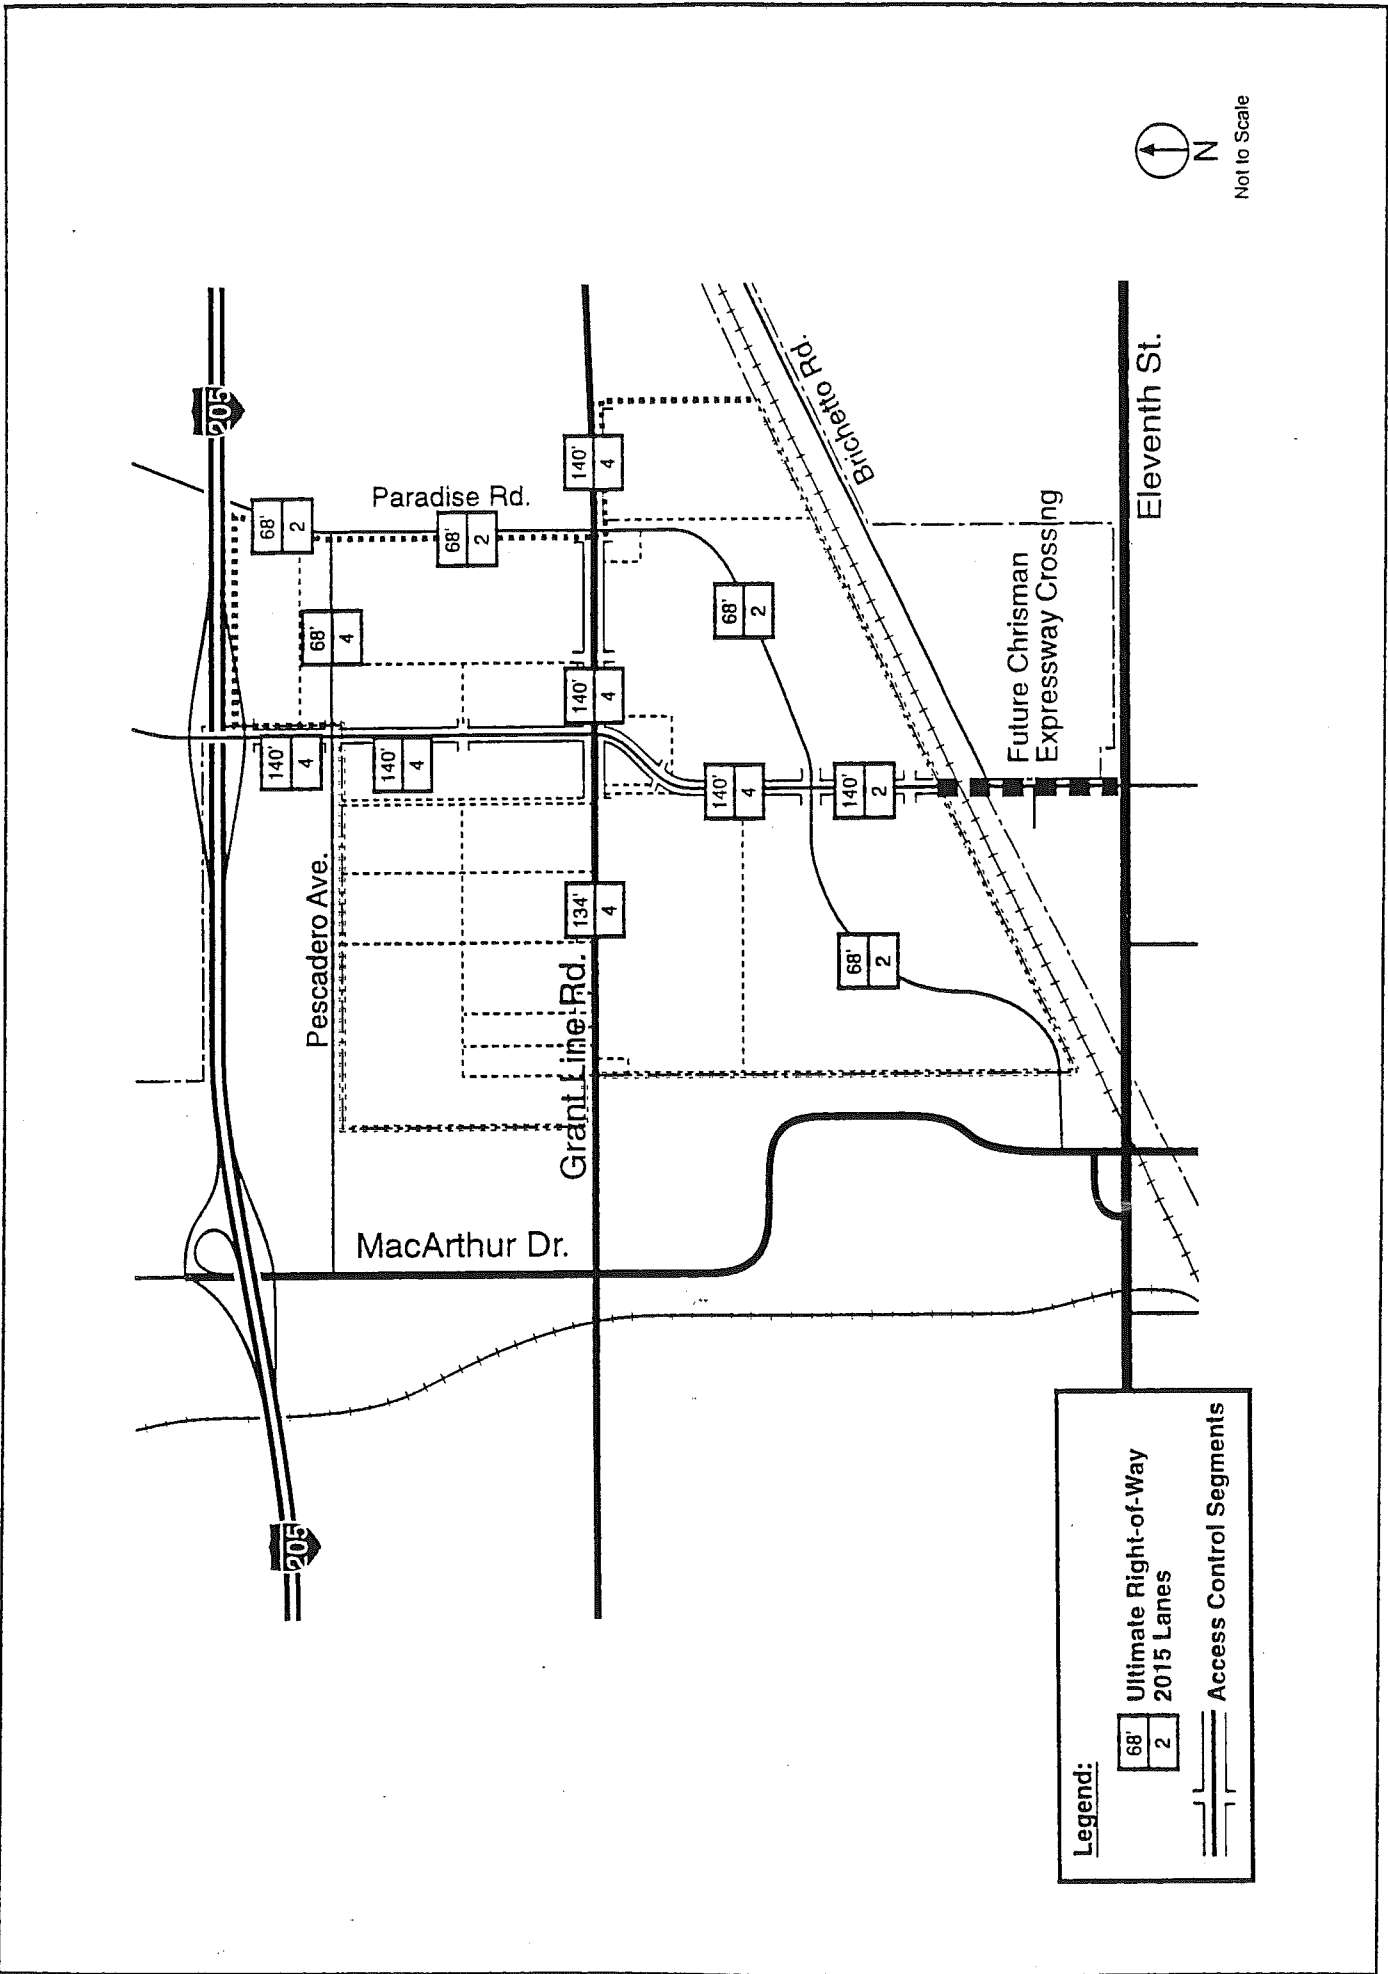 205
205
Paradise Rd.
68'
2
68'
2
68'
4
140'
4
140'
4
140'
4
140'
4
134'
4
68'
2
140'
4
140'
2
68'
2
Pescadero Ave.
Grant Line Rd.
MacArthur Dr.
Brichetto Rd.
Future Chrisman
Expressway Crossing
Eleventh St.
N
Not to Scale
Legend:
68'
2
Ultimate Right-of-Way
2015 Lanes
Access Control Segments